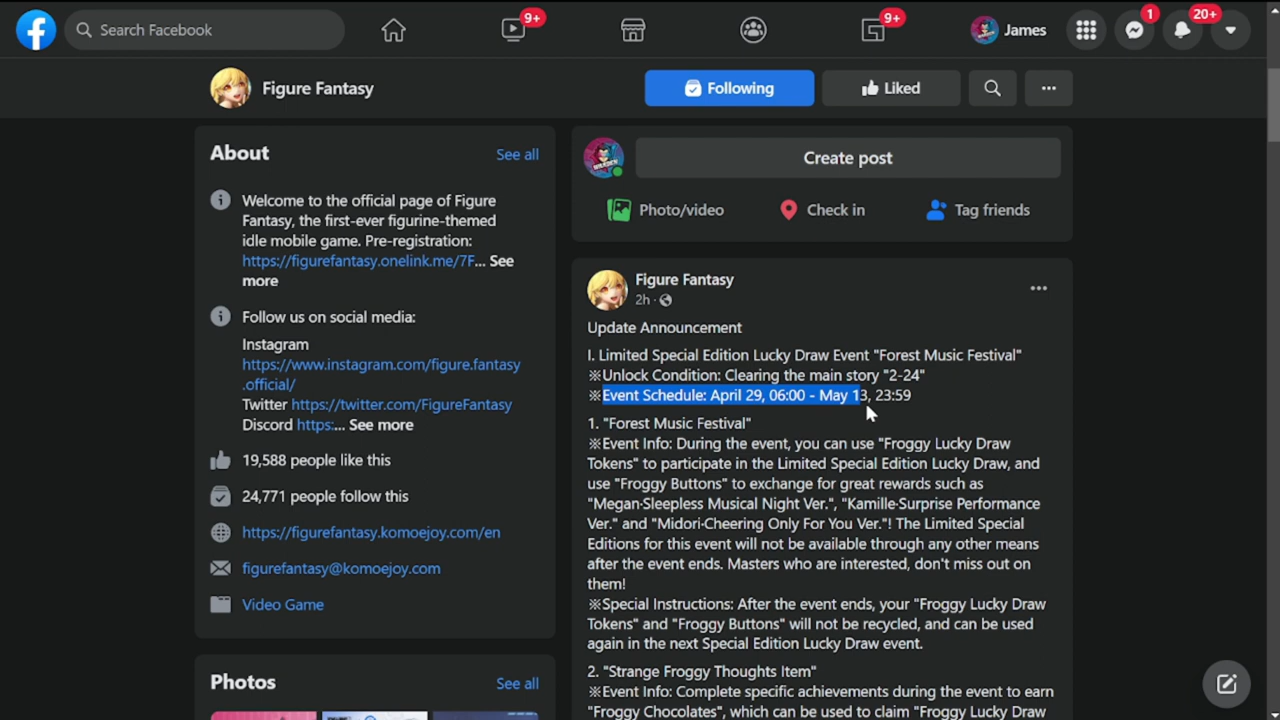 Search Facebook
9+
9+
James
1
20+
Figure Fantasy
Following
Liked
About
See all
Welcome to the official page of Figure
Fantasy, the first-ever figurine-themed
idle mobile game. Pre-registration:
https://figurefantasy.onelink.me/7F... See
more
Follow us on social media:
Instagram
https://www.instagram.com/figure.fantasy
.official/
Twitter https://twitter.com/FigureFantasy
Discord https:... See more
19,588 people like this
24,771 people follow this
https://figurefantasy.komoejoy.com/en
figurefantasy@komoejoy.com
Video Game
Photos
See all
Create post
Photo/video
Check in
Tag friends
Figure Fantasy
2h ·
Update Announcement
I. Limited Special Edition Lucky Draw Event "Forest Music Festival"
※Unlock Condition: Clearing the main story "2-24"
※Event Schedule: April 29, 06:00 - May 13, 23:59
1. "Forest Music Festival"
※Event Info: During the event, you can use "Froggy Lucky Draw
Tokens" to participate in the Limited Special Edition Lucky Draw, and
use "Froggy Buttons" to exchange for great rewards such as
"Megan·Sleepless Musical Night Ver.", "Kamille·Surprise Performance
Ver." and "Midori·Cheering Only For You Ver."! The Limited Special
Editions for this event will not be available through any other means
after the event ends. Masters who are interested, don't miss out on
them!
※Special Instructions: After the event ends, your "Froggy Lucky Draw
Tokens" and "Froggy Buttons" will not be recycled, and can be used
again in the next Special Edition Lucky Draw event.
2. "Strange Froggy Thoughts Item"
※Event Info: Complete specific achievements during the event to earn
"Froggy Chocolates", which can be used to claim "Froggy Lucky Draw